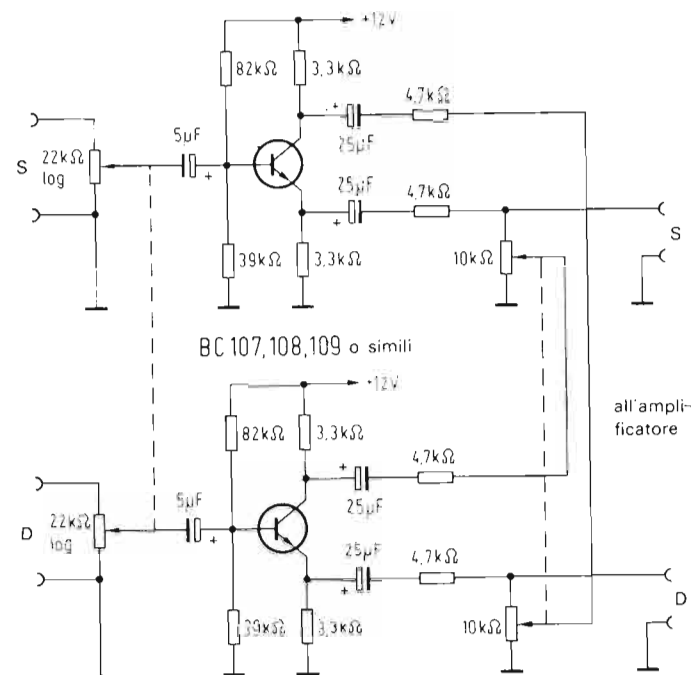 +12V
82kΩ
3,3kΩ
4,7kΩ
5µF
25µF
S
22kΩ
log
25µF
4,7kΩ
S
39kΩ
3,3kΩ
10kΩ
BC 107,108,109 o simili
+12V
all'ampli-
ficatore
82kΩ
3,3kΩ
4,7kΩ
5µF
25µF
D
22kΩ
log
25µF
4,7kΩ
D
39kΩ
3,3kΩ
10kΩ